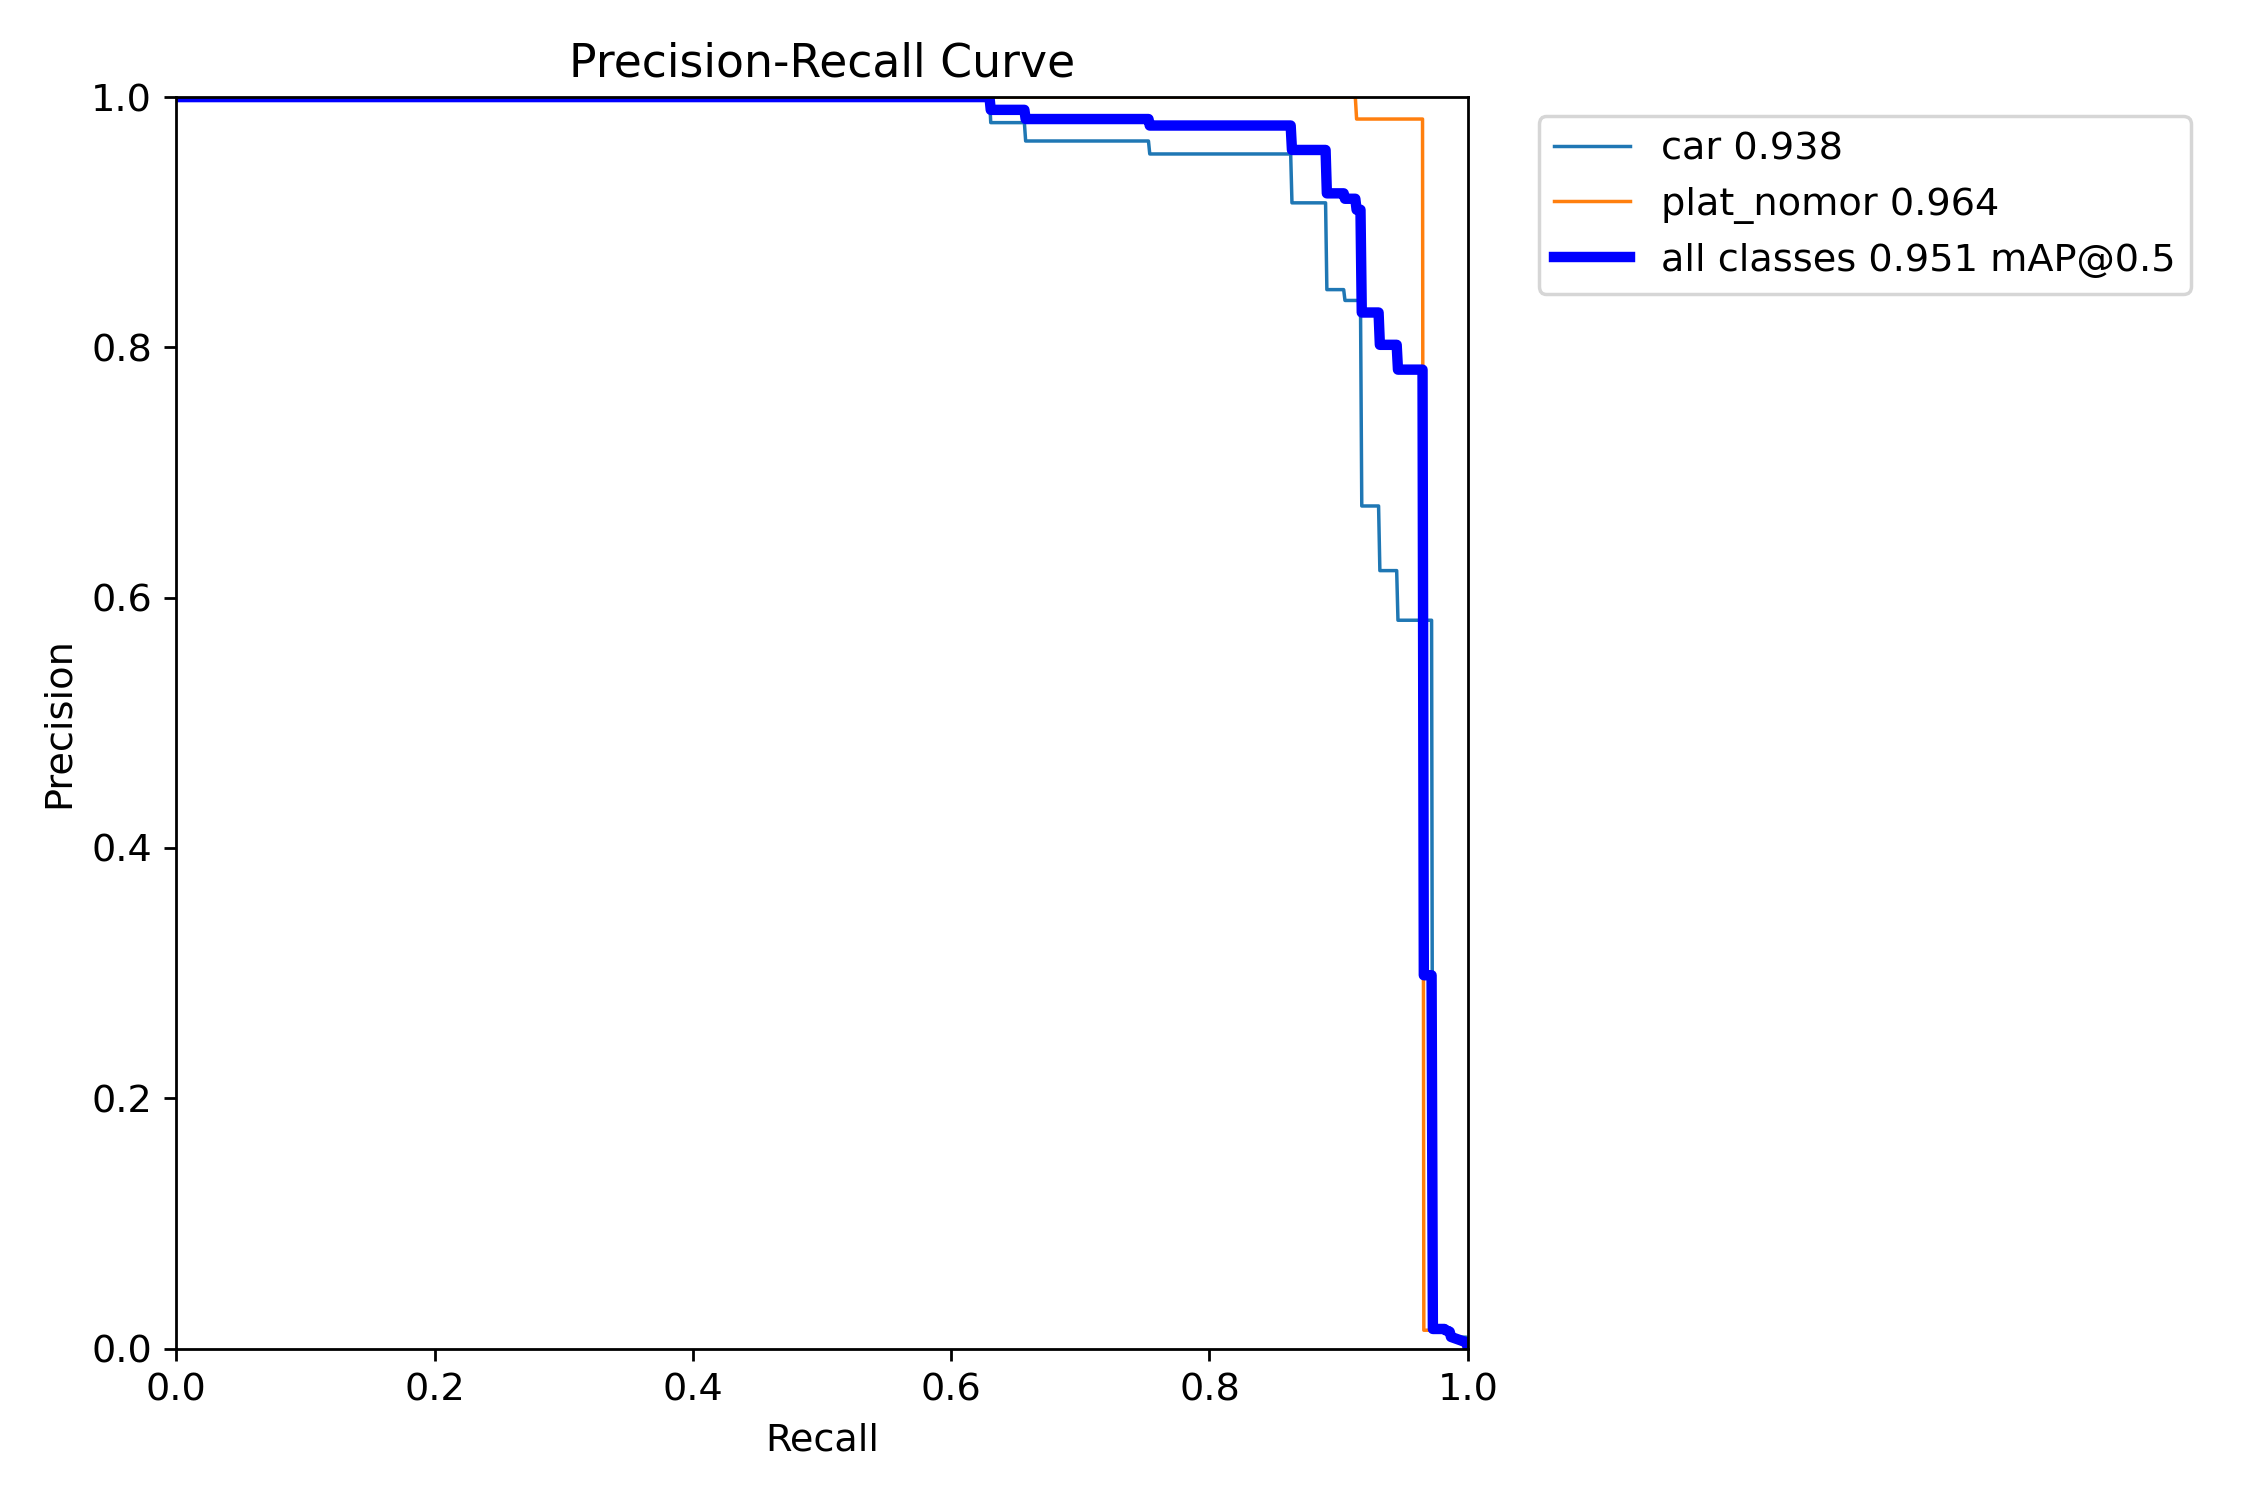 Precision-Recall Curve
1.0
0.8
0.6
0.4
0.2
0.0
Precision
0.0 0.2 0.4 0.6 0.8 1.0
Recall
car 0.938
plat_nomor 0.964
all classes 0.951 mAP@0.5